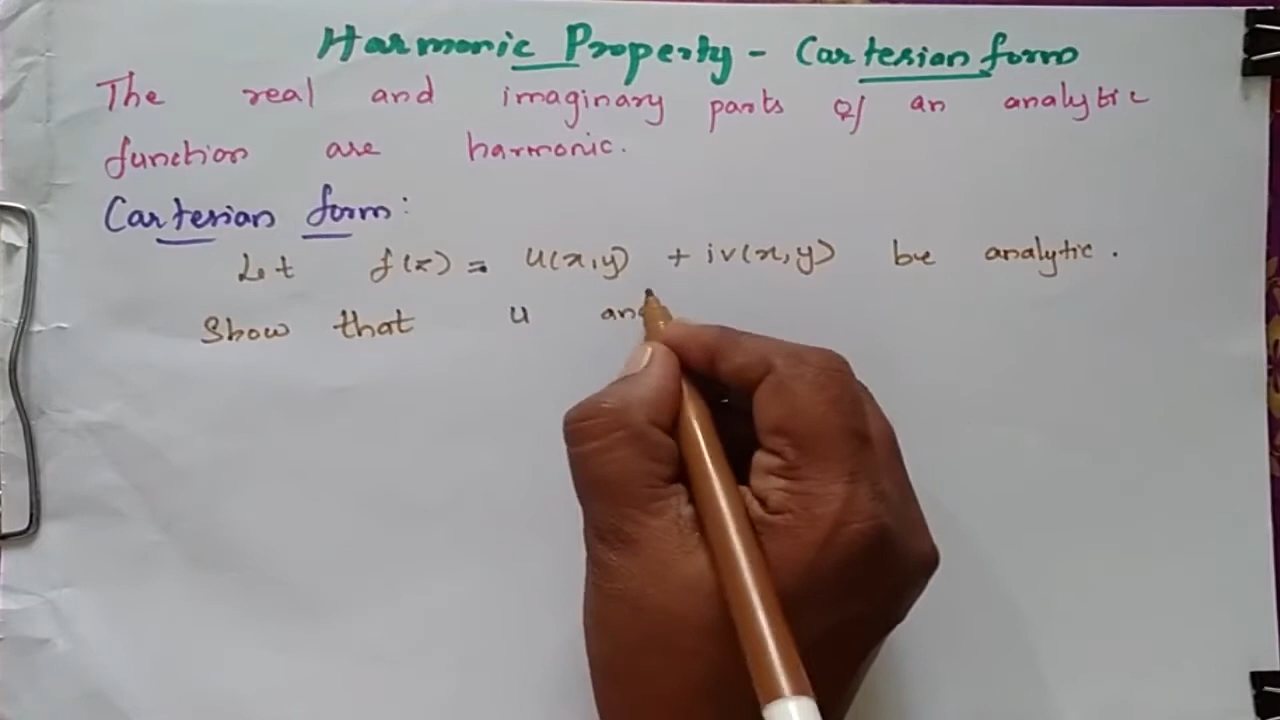 Harmonic Property - Cartesian form
The real and imaginary parts of an analytic
function are harmonic.
Cartesian form:
Let f(z) = u(x,y) + iv(x,y) be analytic.
Show that u and